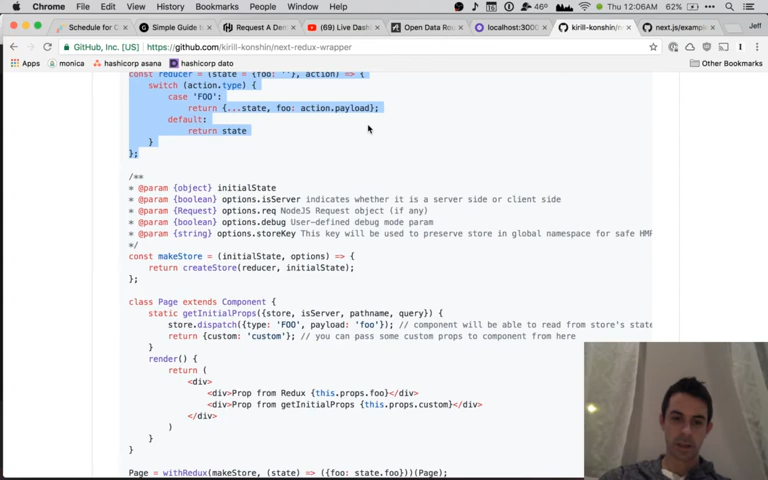 Chrome File Edit View History Bookmarks People Window Help 46° 62% Thu 12:06AM
Schedule for C Simple Guide to Request A Dem (69) Live Dash Open Data Ro localhost:3000 kirill-konshin/ne next.js/example Jeff
GitHub, Inc. [US] https://github.com/kirill-konshin/next-redux-wrapper
Apps monica hashicorp asana hashicorp dato Other Bookmarks
const reducer = (state = {foo: ''}, action) => {
switch (action.type) {
case 'FOO':
return {...state, foo: action.payload};
default:
return state
}
};
/**
* @param {object} initialState
* @param {boolean} options.isServer indicates whether it is a server side or client side
* @param {Request} options.req NodeJS Request object (if any)
* @param {boolean} options.debug User-defined debug mode param
* @param {string} options.storeKey This key will be used to preserve store in global namespace for safe HMR
*/
const makeStore = (initialState, options) => {
return createStore(reducer, initialState);
};
class Page extends Component {
static getInitialProps({store, isServer, pathname, query}) {
store.dispatch({type: 'FOO', payload: 'foo'}); // component will be able to read from store's state
return {custom: 'custom'}; // you can pass some custom props to component from here
}
render() {
return (
<div>
<div>Prop from Redux {this.props.foo}</div>
<div>Prop from getInitialProps {this.props.custom}</div>
</div>
)
}
}
Page = withRedux(makeStore, (state) => ({foo: state.foo}))(Page);